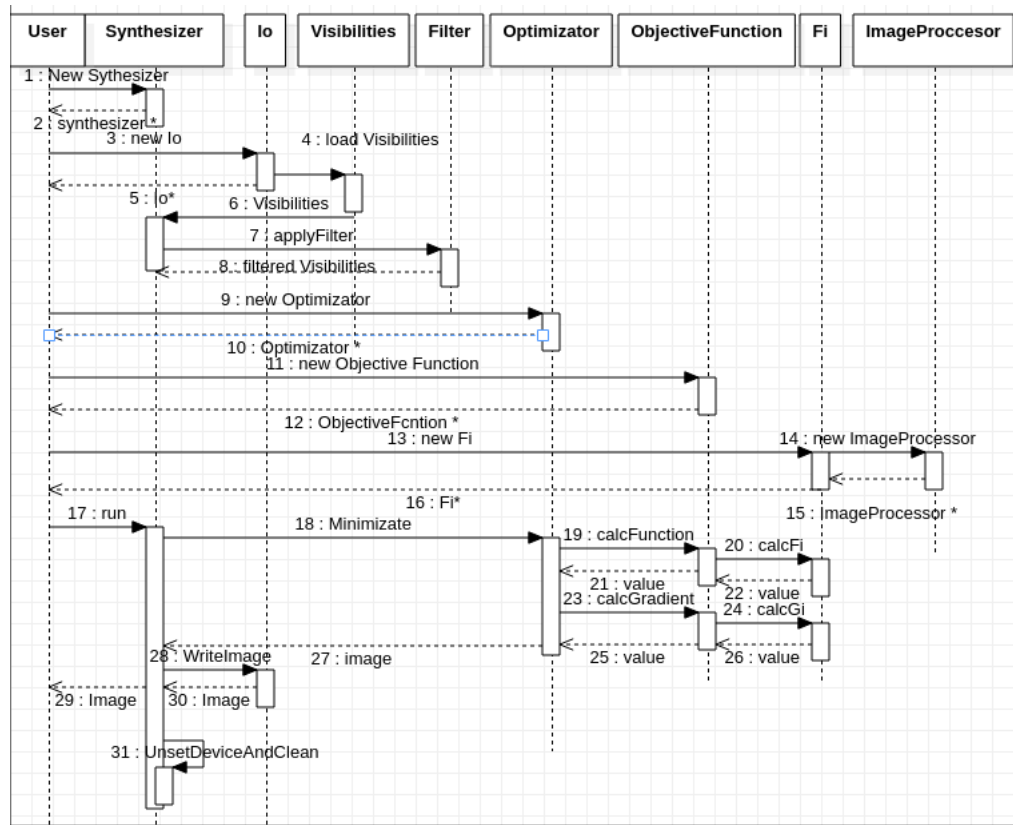 User
Synthesizer
Io
Visibilities
Filter
Optimizator
ObjectiveFunction
Fi
ImageProccesor
1 : New Sythesizer
2 : synthesizer *
3 : new Io
4 : load Visibilities
5 : Io*
6 : Visibilities
7 : applyFilter
8 : filtered Visibilities
9 : new Optimizator
10 : Optimizator *
11 : new Objective Function
12 : ObjectiveFcntion *
13 : new Fi
14 : new ImageProcessor
16 : Fi*
15 : ImageProcessor *
17 : run
18 : Minimizate
19 : calcFunction
20 : calcFi
21 : value
22 : value
23 : calcGradient
24 : calcGi
28 : WriteImage
27 : image
25 : value
26 : value
29 : Image
30 : Image
31 : UnsetDeviceAndClean